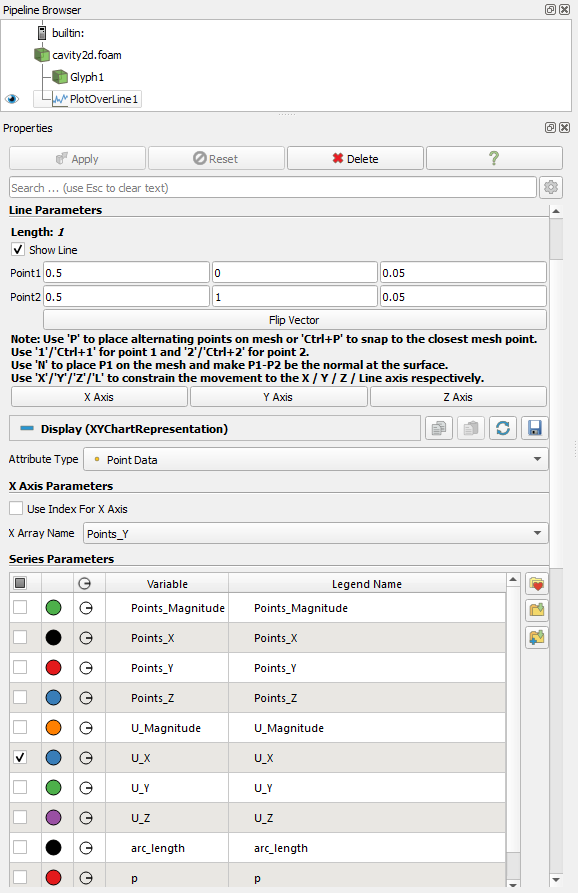 Pipeline Browser
builtin:
cavity2d.foam
Glyph1
PlotOverLine1
Properties
Apply Reset Delete ?
Search ... (use Esc to clear text)
Line Parameters
Length: 1
Show Line
Point1 0.5 0 0.05
Point2 0.5 1 0.05
Flip Vector
Note: Use 'P' to place alternating points on mesh or 'Ctrl+P' to snap to the closest mesh point.
Use '1'/'Ctrl+1' for point 1 and '2'/'Ctrl+2' for point 2.
Use 'N' to place P1 on the mesh and make P1-P2 be the normal at the surface.
Use 'X'/'Y'/'Z'/'L' to constrain the movement to the X / Y / Z / Line axis respectively.
X Axis Y Axis Z Axis
Display (XYChartRepresentation)
Attribute Type Point Data
X Axis Parameters
Use Index For X Axis
X Array Name Points_Y
Series Parameters
Variable Legend Name
Points_Magnitude Points_Magnitude
Points_X Points_X
Points_Y Points_Y
Points_Z Points_Z
U_Magnitude U_Magnitude
U_X U_X
U_Y U_Y
U_Z U_Z
arc_length arc_length
p p